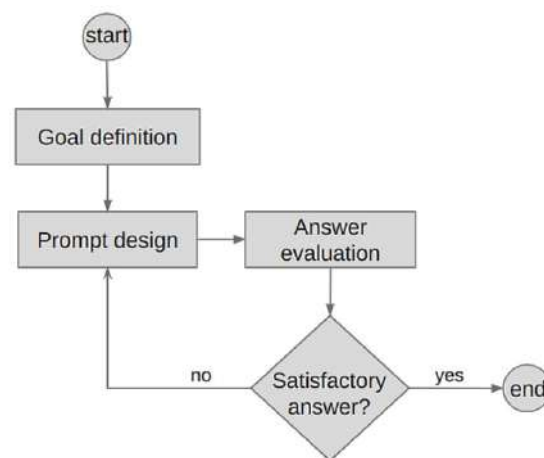 start
Goal definition
Prompt design
Answer
evaluation
Satisfactory
answer?
no
yes
end